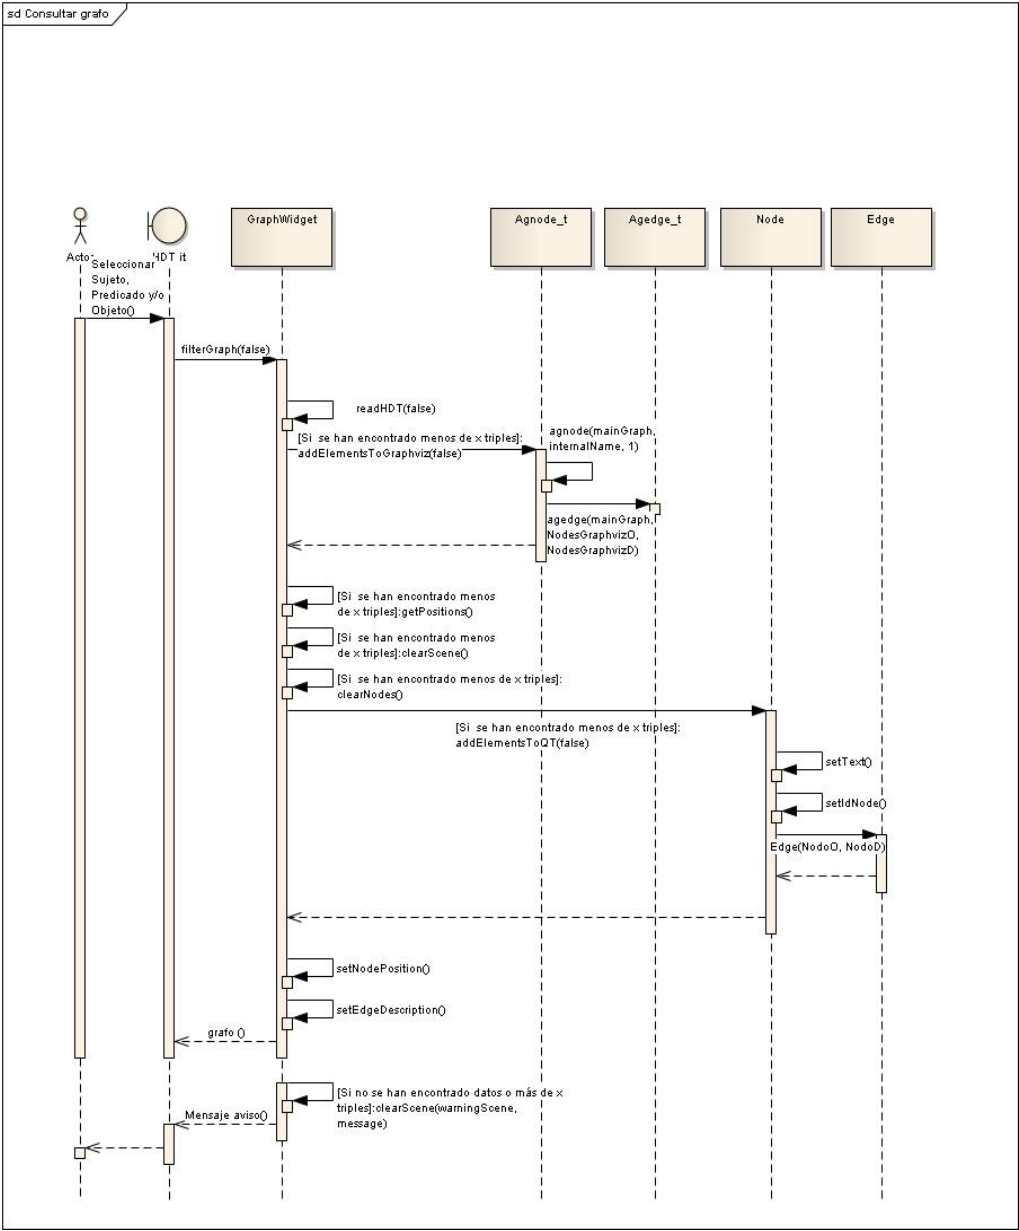 sd Consultar grafo
GraphWidget
Agnode_t
Agedge_t
Node
Edge
Actor
HDT it
Seleccionar
Sujeto,
Predicado y/o
Objeto()
filterGraph(false)
readHDT(false)
[Si se han encontrado menos de x triples]:
addElementsToGraphviz(false)
agnode(mainGraph,
internalName, 1)
agedge(mainGraph,
NodesGraphvizO,
NodesGraphvizD)
[Si se han encontrado menos
de x triples]:getPositions()
[Si se han encontrado menos
de x triples]:clearScene()
[Si se han encontrado menos de x triples]:
clearNodes()
[Si se han encontrado menos de x triples]:
addElementsToQT(false)
setText()
setIdNode()
Edge(NodoO, NodoD)
setNodePosition()
setEdgeDescription()
grafo ()
[Si no se han encontrado datos o más de x
triples]:clearScene(warningScene,
message)
Mensaje aviso()